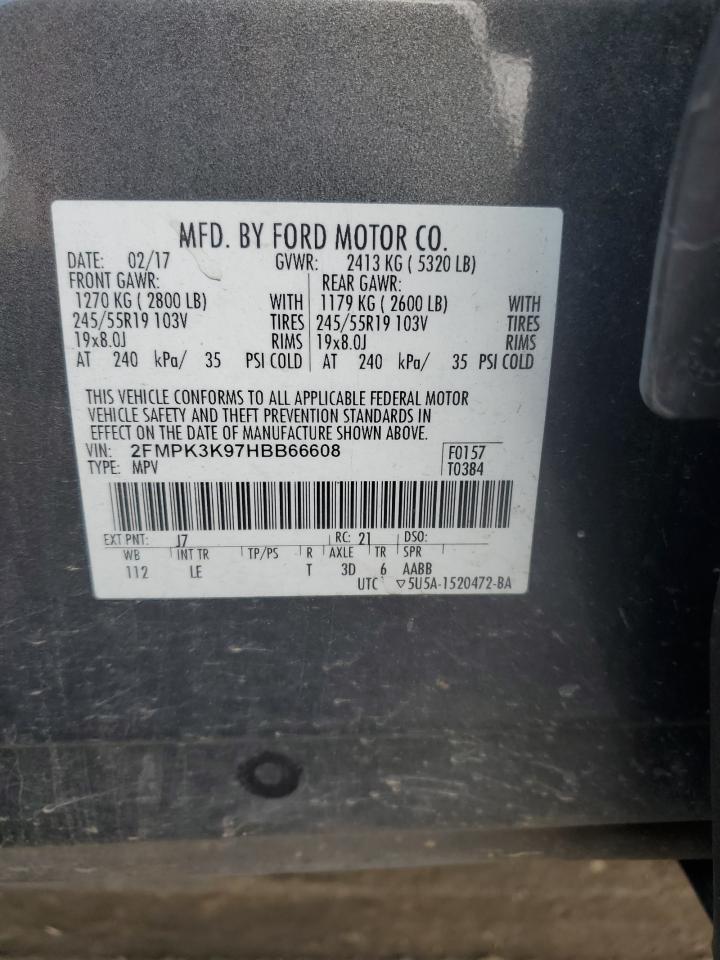 MFD. BY FORD MOTOR CO.
DATE: 02/17 GVWR: 2413 KG ( 5320 LB)
FRONT GAWR: REAR GAWR:
1270 KG ( 2800 LB) WITH 1179 KG ( 2600 LB) WITH
245/55R19 103V TIRES 245/55R19 103V TIRES
19x8.0J RIMS 19x8.0J RIMS
AT 240 kPa/ 35 PSI COLD AT 240 kPa/ 35 PSI COLD
THIS VEHICLE CONFORMS TO ALL APPLICABLE FEDERAL MOTOR
VEHICLE SAFETY AND THEFT PREVENTION STANDARDS IN
EFFECT ON THE DATE OF MANUFACTURE SHOWN ABOVE.
VIN: 2FMPK3K97HBB66608 F0157
TYPE: MPV T0384
EXT PNT: J7 RC: 21 DSO:
WB INT TR TP/PS R AXLE TR SPR
112 LE T 3D 6 AABB
UTC ▽5U5A-1520472-BA